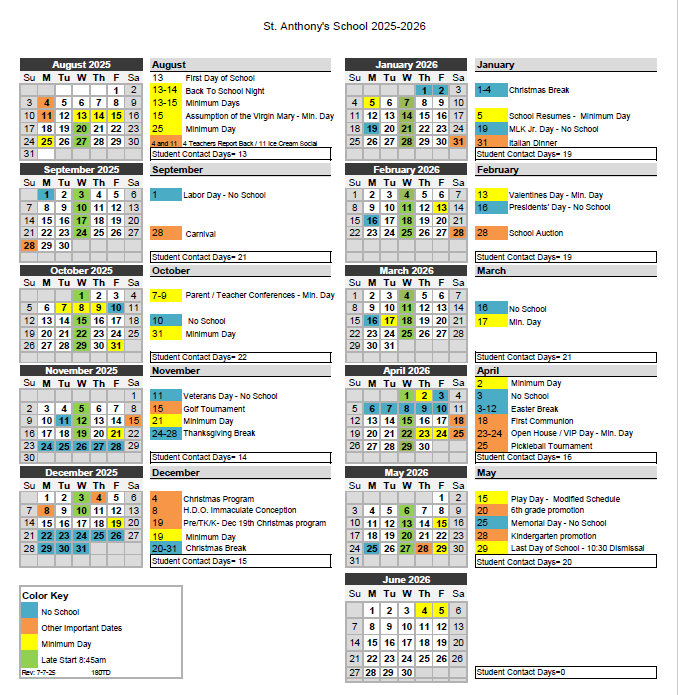 St. Anthony's School 2025-2026
August 2025
Su M Tu W Th F Sa
1 2
3 4 5 6 7 8 9
10 11 12 13 14 15 16
17 18 19 20 21 22 23
24 25 26 27 28 29 30
31
August
13 First Day of School
13-14 Back To School Night
13-15 Minimum Days
15 Assumption of the Virgin Mary - Min. Day
25 Minimum Day
4 and 11 4 Teachers Report Back / 11 Ice Cream Social
Student Contact Days = 13
September 2025
Su M Tu W Th F Sa
1 2 3 4 5 6
7 8 9 10 11 12 13
14 15 16 17 18 19 20
21 22 23 24 25 26 27
28 29 30
September
1 Labor Day - No School
28 Carnival
Student Contact Days= 21
October 2025
Su M Tu W Th F Sa
1 2 3 4
5 6 7 8 9 10 11
12 13 14 15 16 17 18
19 20 21 22 23 24 25
26 27 28 29 30 31
October
7-9 Parent / Teacher Conferences - Min. Day
10 No School
31 Minimum Day
Student Contact Days= 22
November 2025
Su M Tu W Th F Sa
1
2 3 4 5 6 7 8
9 10 11 12 13 14 15
16 17 18 19 20 21 22
23 24 25 26 27 28 29
30
November
11 Veterans Day - No School
15 Golf Tournament
21 Minimum Day
24-28 Thanksgiving Break
Student Contact Days= 14
December 2025
Su M Tu W Th F Sa
1 2 3 4 5 6
7 8 9 10 11 12 13
14 15 16 17 18 19 20
21 22 23 24 25 26 27
28 29 30 31
December
4 Christmas Program
8 H.D.O. Immaculate Conception
19 Pre/TK/K- Dec 19th Christmas program
19 Minimum Day
20-31 Christmas Break
Student Contact Days= 15
Color Key
No School
Other Important Dates
Minimum Day
Late Start 8:45am
Rev: 7-7-25 180TD
January 2026
Su M Tu W Th F Sa
1 2 3
4 5 6 7 8 9 10
11 12 13 14 15 16 17
18 19 20 21 22 23 24
25 26 27 28 29 30 31
January
1-4 Christmas Break
5 School Resumes - Minimum Day
19 MLK Jr. Day - No School
31 Italian Dinner
Student Contact Days= 19
February 2026
Su M Tu W Th F Sa
1 2 3 4 5 6 7
8 9 10 11 12 13 14
15 16 17 18 19 20 21
22 23 24 25 26 27 28
February
13 Valentines Day - Min. Day
16 Presidents' Day - No School
28 School Auction
Student Contact Days= 19
March 2026
Su M Tu W Th F Sa
1 2 3 4 5 6 7
8 9 10 11 12 13 14
15 16 17 18 19 20 21
22 23 24 25 26 27 28
29 30 31
March
16 No School
17 Min. Day
Student Contact Days= 21
April 2026
Su M Tu W Th F Sa
1 2 3 4
5 6 7 8 9 10 11
12 13 14 15 16 17 18
19 20 21 22 23 24 25
26 27 28 29 30
April
2 Minimum Day
3 No School
3-12 Easter Break
18 First Communion
23-24 Open House / VIP Day - Min. Day
25 Pickleball Tournament
Student Contact Days= 16
May 2026
Su M Tu W Th F Sa
1 2
3 4 5 6 7 8 9
10 11 12 13 14 15 16
17 18 19 20 21 22 23
24 25 26 27 28 29 30
31
May
15 Play Day - Modified Schedule
20 6th grade promotion
25 Memorial Day - No School
28 Kindergarten promotion
29 Last Day of School - 10:30 Dismissal
Student Contact Days= 20
June 2026
Su M Tu W Th F Sa
1 2 3 4 5 6
7 8 9 10 11 12 13
14 15 16 17 18 19 20
21 22 23 24 25 26
27 28 29 30
Student Contact Days=0